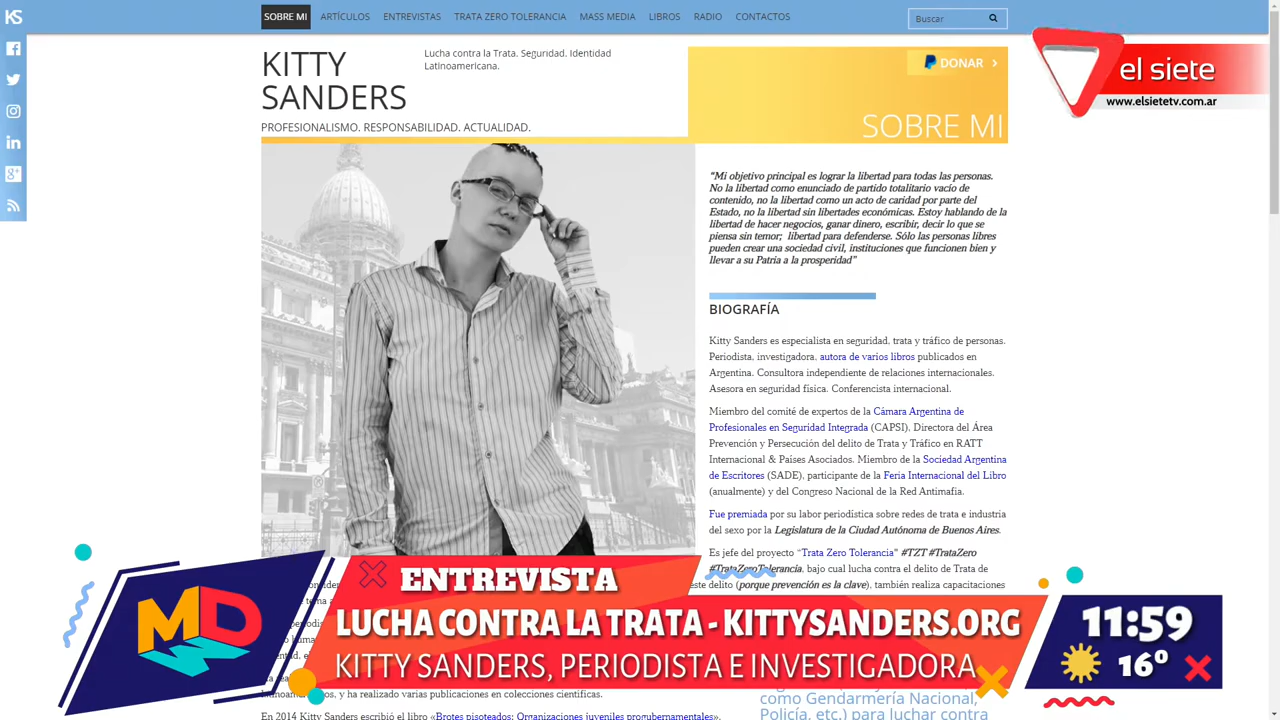 KS
SOBRE MI
ARTÍCULOS
ENTREVISTAS
TRATA ZERO TOLERANCIA
MASS MEDIA
LIBROS
RADIO
CONTACTOS
Buscar
KITTY
SANDERS
Lucha contra la Trata. Seguridad. Identidad
Latinoamericana.
PROFESIONALISMO. RESPONSABILIDAD. ACTUALIDAD.
DONAR
SOBRE MI
el siete
www.elsietetv.com.ar
“Mi objetivo principal es lograr la libertad para todas las personas.
No la libertad como enunciado de partido totalitario vacío de
contenido, no la libertad como un acto de caridad por parte del
Estado, no la libertad sin libertades económicas. Estoy hablando de la
libertad de hacer negocios, ganar dinero, escribir, decir lo que se
piensa sin temor; libertad para defenderse. Sólo las personas libres
pueden crear una sociedad civil, instituciones que funcionen bien y
llevar a su Patria a la prosperidad”
BIOGRAFÍA
Kitty Sanders es especialista en seguridad, trata y tráfico de personas.
Periodista, investigadora, autora de varios libros publicados en
Argentina. Consultora independiente de relaciones internacionales.
Asesora en seguridad física. Conferencista internacional.
Miembro del comité de expertos de la Cámara Argentina de
Profesionales en Seguridad Integrada (CAPSI), Directora del Área
Prevención y Persecución del delito de Trata y Tráfico en RATT
Internacional & Países Asociados. Miembro de la Sociedad Argentina
de Escritores (SADE), participante de la Feria Internacional del Libro
(anualmente) y del Congreso Nacional de la Red Antimafia.
Fue premiada por su labor periodística sobre redes de trata e industria
del sexo por la Legislatura de la Ciudad Autónoma de Buenos Aires.
Es jefe del proyecto “Trata Zero Tolerancia” #TZT #TrataZero
#TrataZeroTolerancia, bajo cual lucha contra el delito de Trata de
este delito (porque prevención es la clave), también realiza capacitaciones
ENTREVISTA
LUCHA CONTRA LA TRATA - KITTYSANDERS.ORG
KITTY SANDERS, PERIODISTA E INVESTIGADORA
MD
11:59
16º
y ha realizado varias publicaciones en colecciones científicas.
como Gendarmería Nacional,
Policía, etc.) para luchar contra
En 2014 Kitty Sanders escribió el libro «Brotes pisoteados: Organizaciones juveniles progubernamentales».